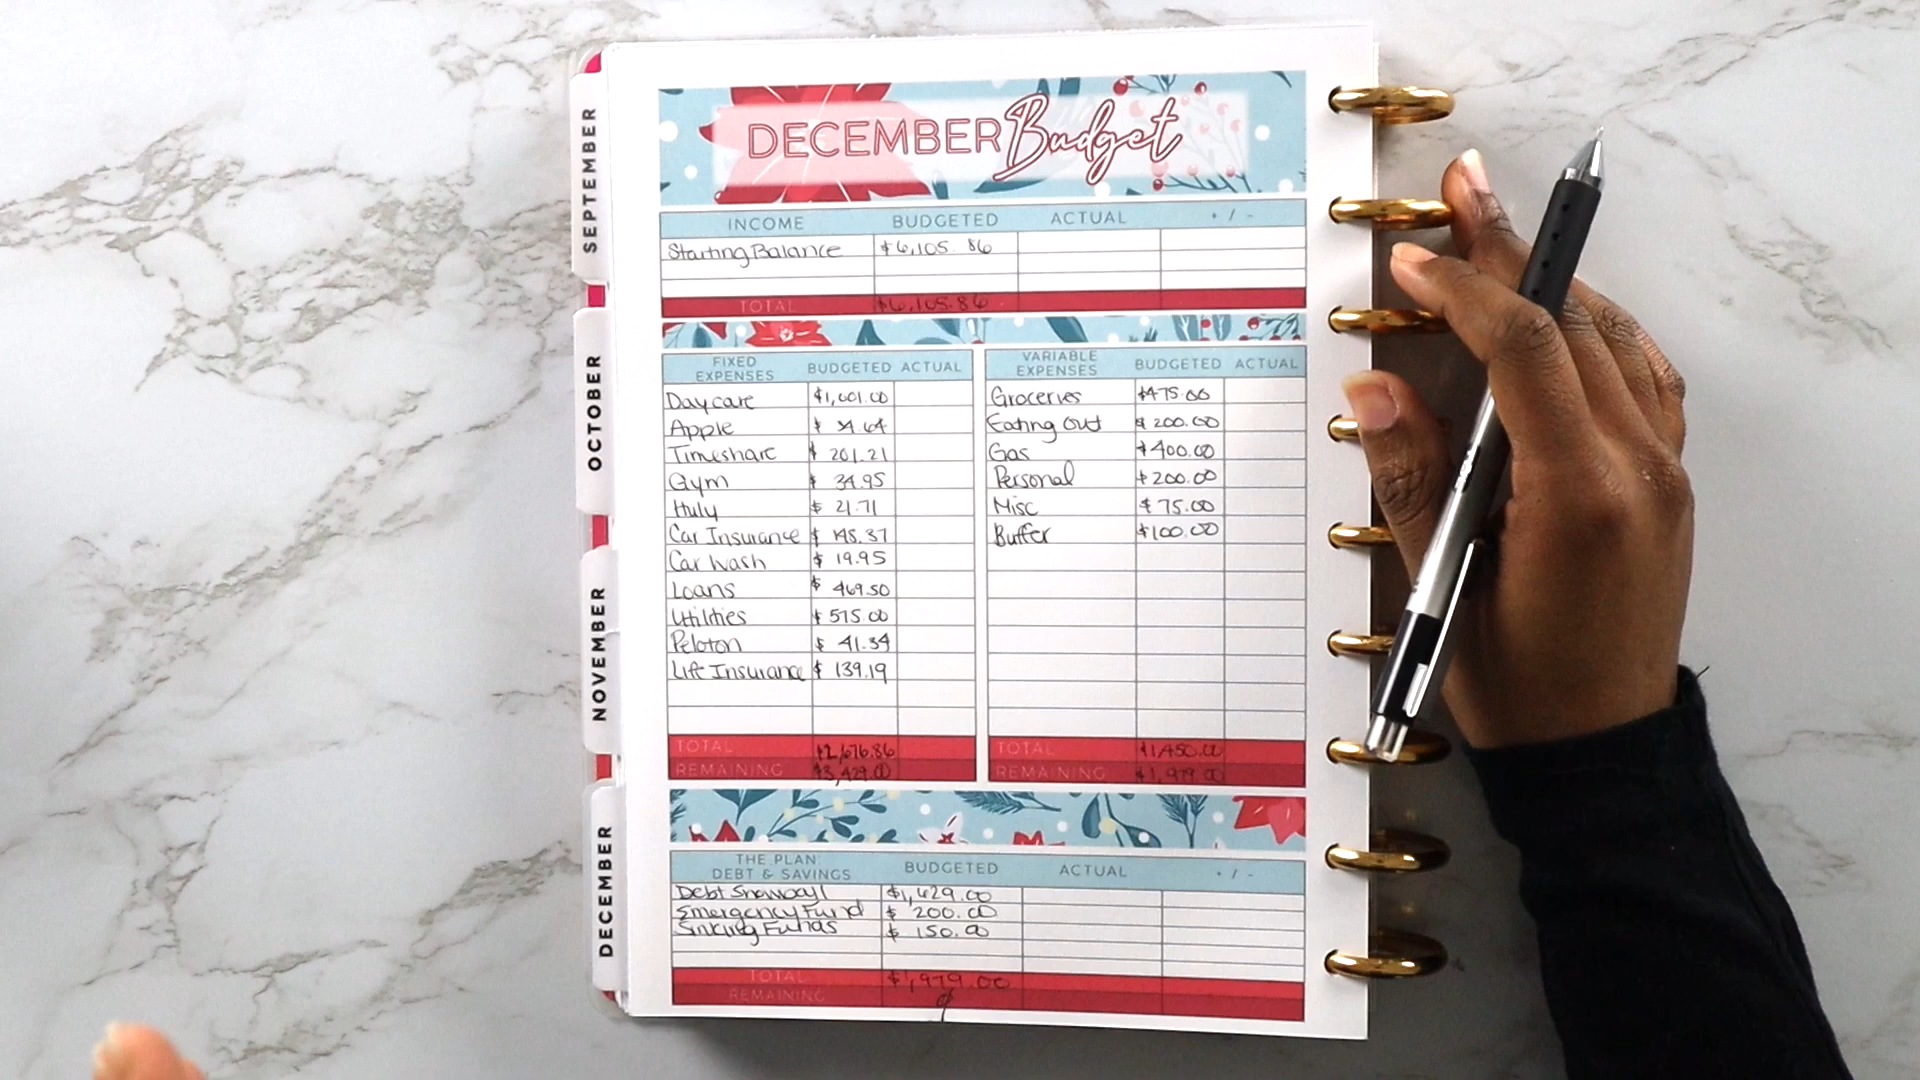 SEPTEMBER
OCTOBER
NOVEMBER
DECEMBER
DECEMBER Budget
INCOME BUDGETED ACTUAL + / -
Starting Balance $6,105.86
TOTAL $6,105.86
FIXED EXPENSES BUDGETED ACTUAL
Daycare $1,001.00
Apple $ 24.64
Timeshare $ 201.21
Gym $ 34.95
Hulu $ 21.71
Car Insurance $ 148.37
Car Wash $ 19.95
Loans $ 469.50
Utilities $ 575.00
Peloton $ 41.34
Life Insurance $ 139.19
TOTAL $2,676.86
REMAINING $3,429.00
VARIABLE EXPENSES BUDGETED ACTUAL
Groceries $475.00
Eating Out $ 200.00
Gas $400.00
Personal $200.00
Misc $ 75.00
Buffer $100.00
TOTAL $1,450.00
REMAINING $1,979.00
THE PLAN: DEBT & SAVINGS BUDGETED ACTUAL + / -
Debt Snowball $1,629.00
Emergency Fund $ 200.00
Sinking Funds $ 150.00
TOTAL $1,979.00
REMAINING